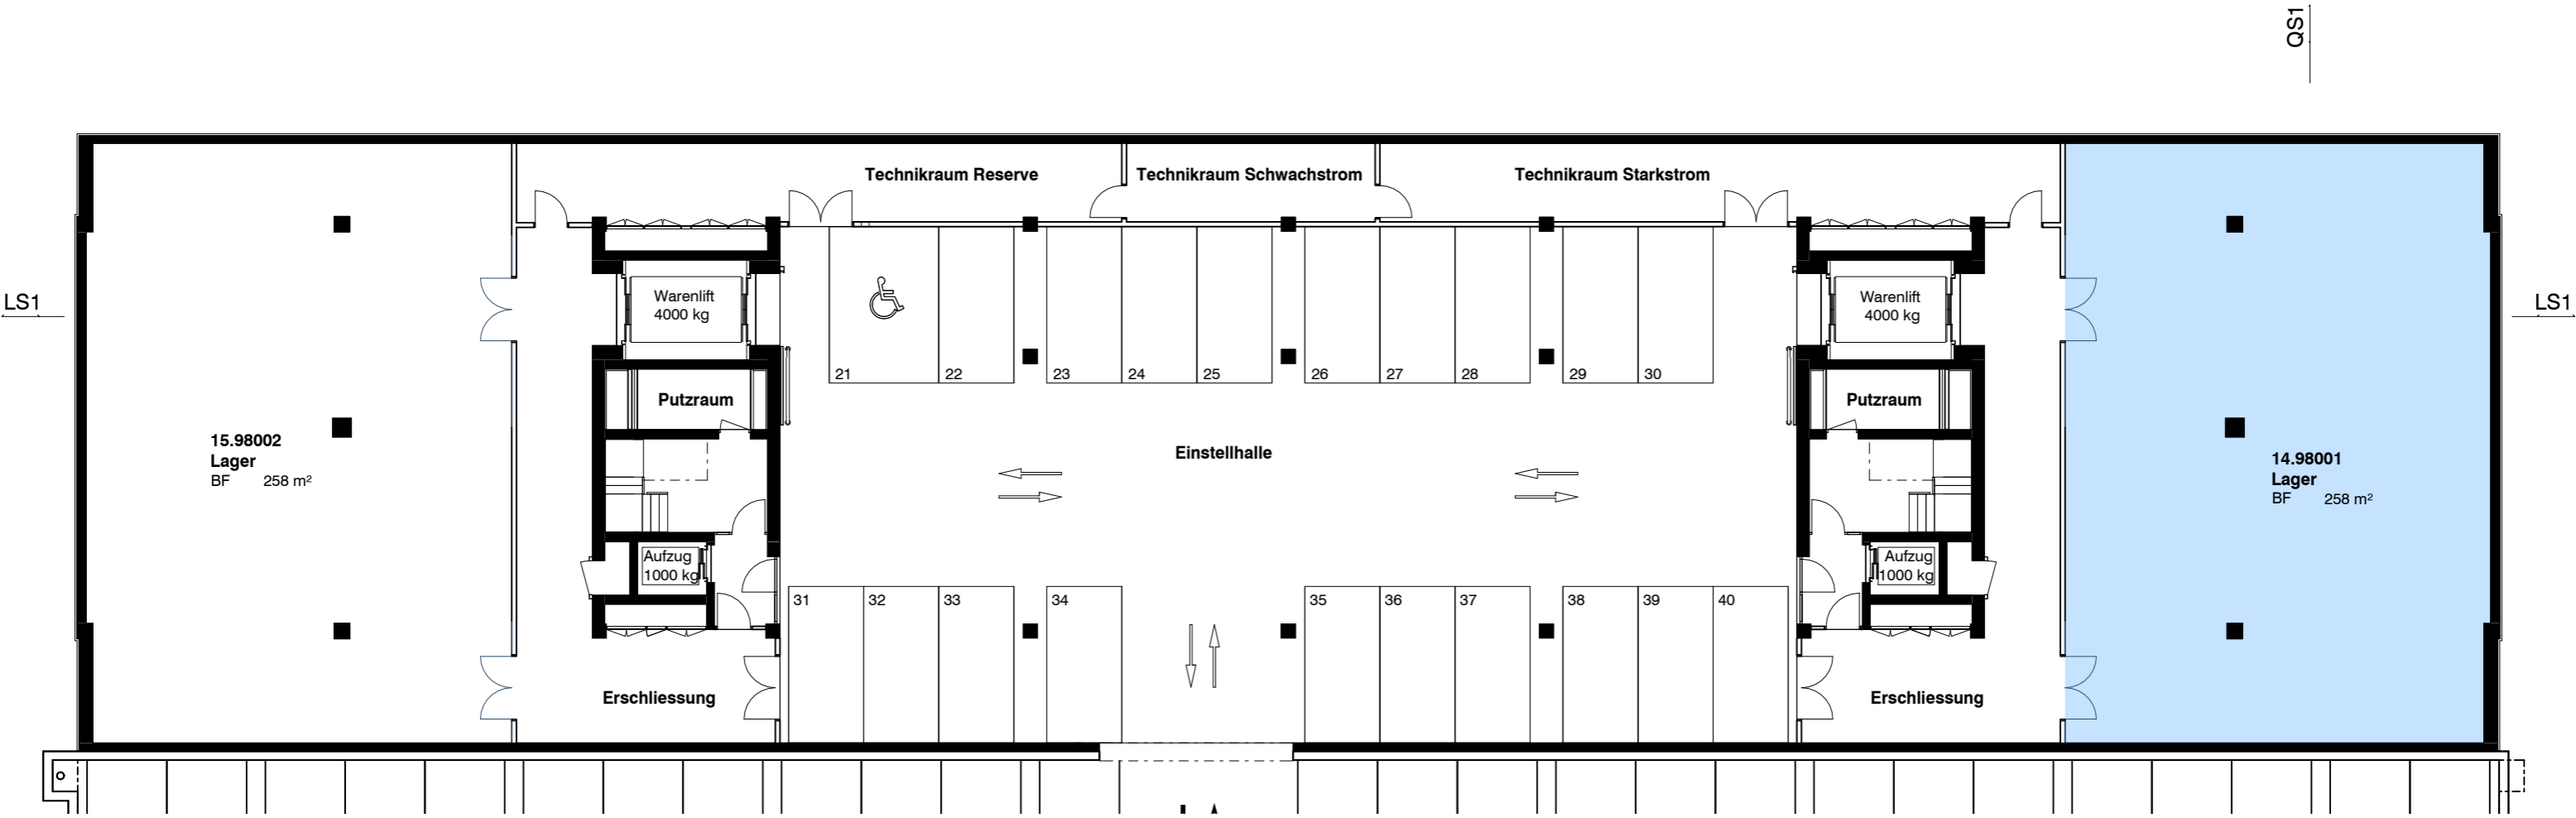 QS1
Technikraum Reserve
Technikraum Schwachstrom
Technikraum Starkstrom
LS1
Warenlift
4000 kg
Warenlift
4000 kg
LS1
21
22
23
24
25
26
27
28
29
30
Putzraum
Putzraum
15.98002
Lager
BF 258 m²
Einstellhalle
14.98001
Lager
BF 258 m²
Aufzug
1000 kg
Aufzug
1000 kg
31
32
33
34
35
36
37
38
39
40
Erschliessung
Erschliessung